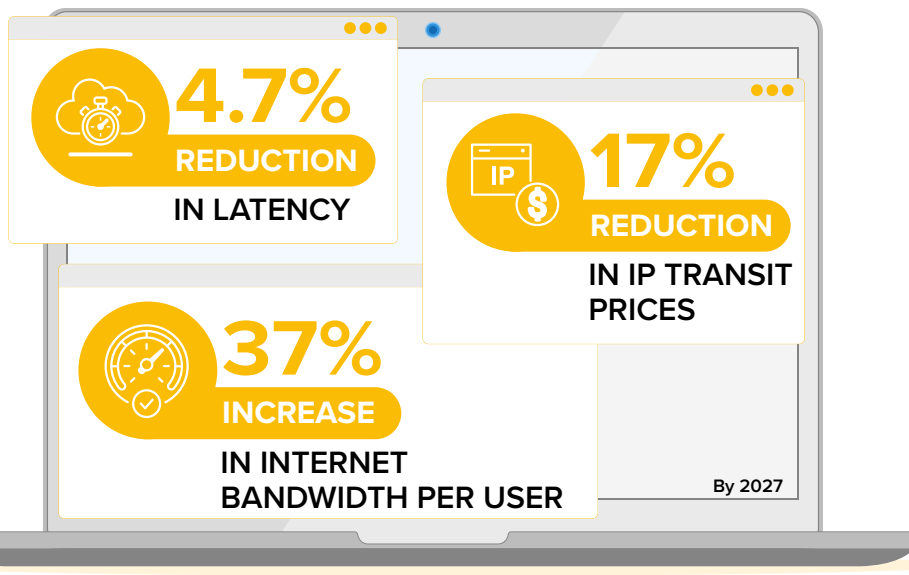 4.7%
REDUCTION
IN LATENCY
IP
$
17%
REDUCTION
IN IP TRANSIT
PRICES
37%
INCREASE
IN INTERNET
BANDWIDTH PER USER
By 2027